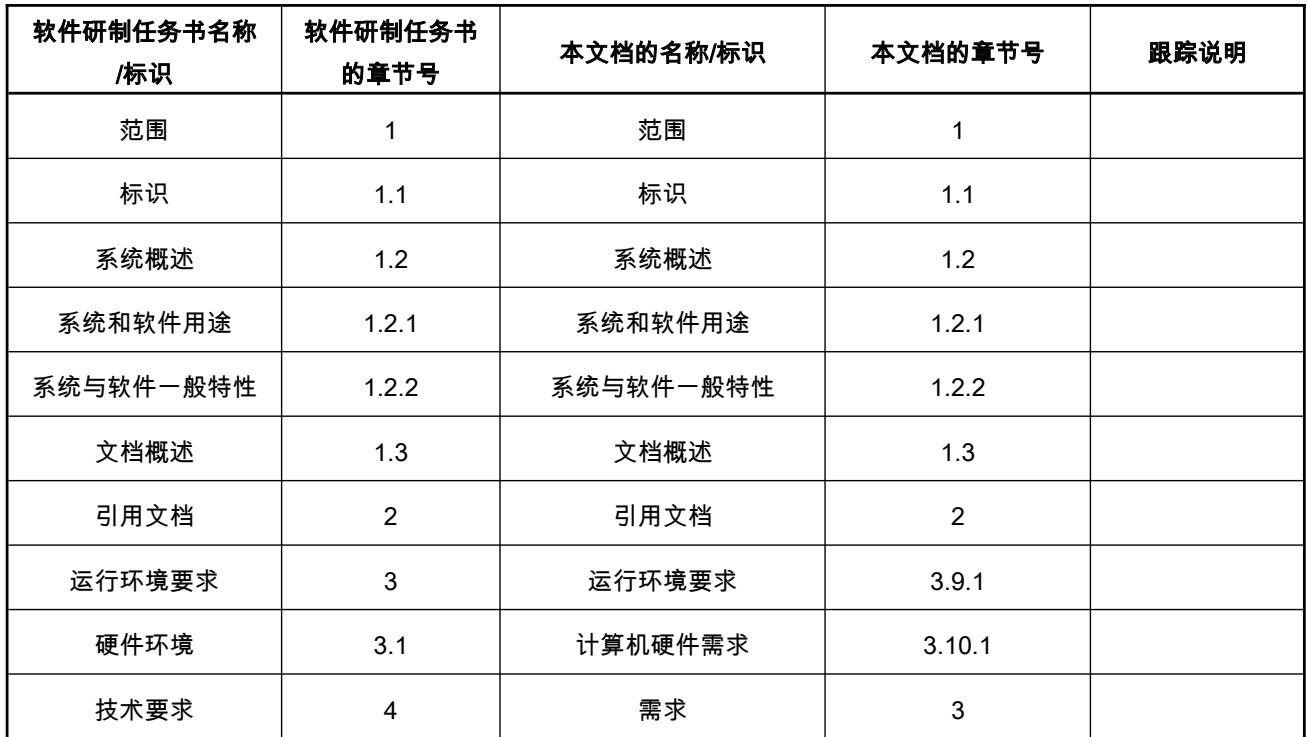 软件研制任务书名称
/标识
软件研制任务书
的章节号
本文档的名称/标识
本文档的章节号
跟踪说明
范围 1 范围 1
标识 1.1 标识 1.1
系统概述 1.2 系统概述 1.2
系统和软件用途 1.2.1 系统和软件用途 1.2.1
系统与软件一般特性 1.2.2 系统与软件一般特性 1.2.2
文档概述 1.3 文档概述 1.3
引用文档 2 引用文档 2
运行环境要求 3 运行环境要求 3.9.1
硬件环境 3.1 计算机硬件需求 3.10.1
技术要求 4 需求 3